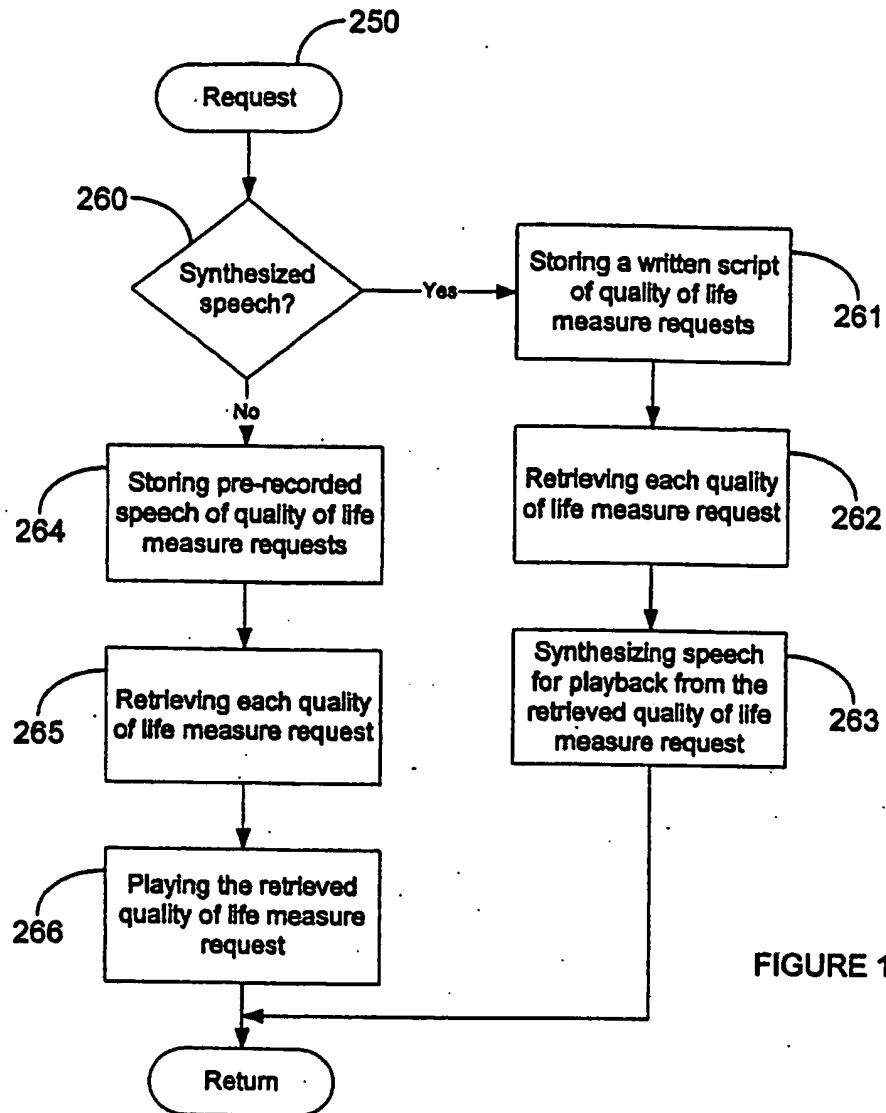 250
Request
260
Synthesized
speech?
Yes
Storing a written script
of quality of life
measure requests
261
No
264
Storing pre-recorded
speech of quality of life
measure requests
Retrieving each quality
of life measure request
262
265
Retrieving each quality
of life measure request
Synthesizing speech
for playback from the
retrieved quality of life
measure request
263
266
Playing the retrieved
quality of life measure
request
FIGURE 1
Return